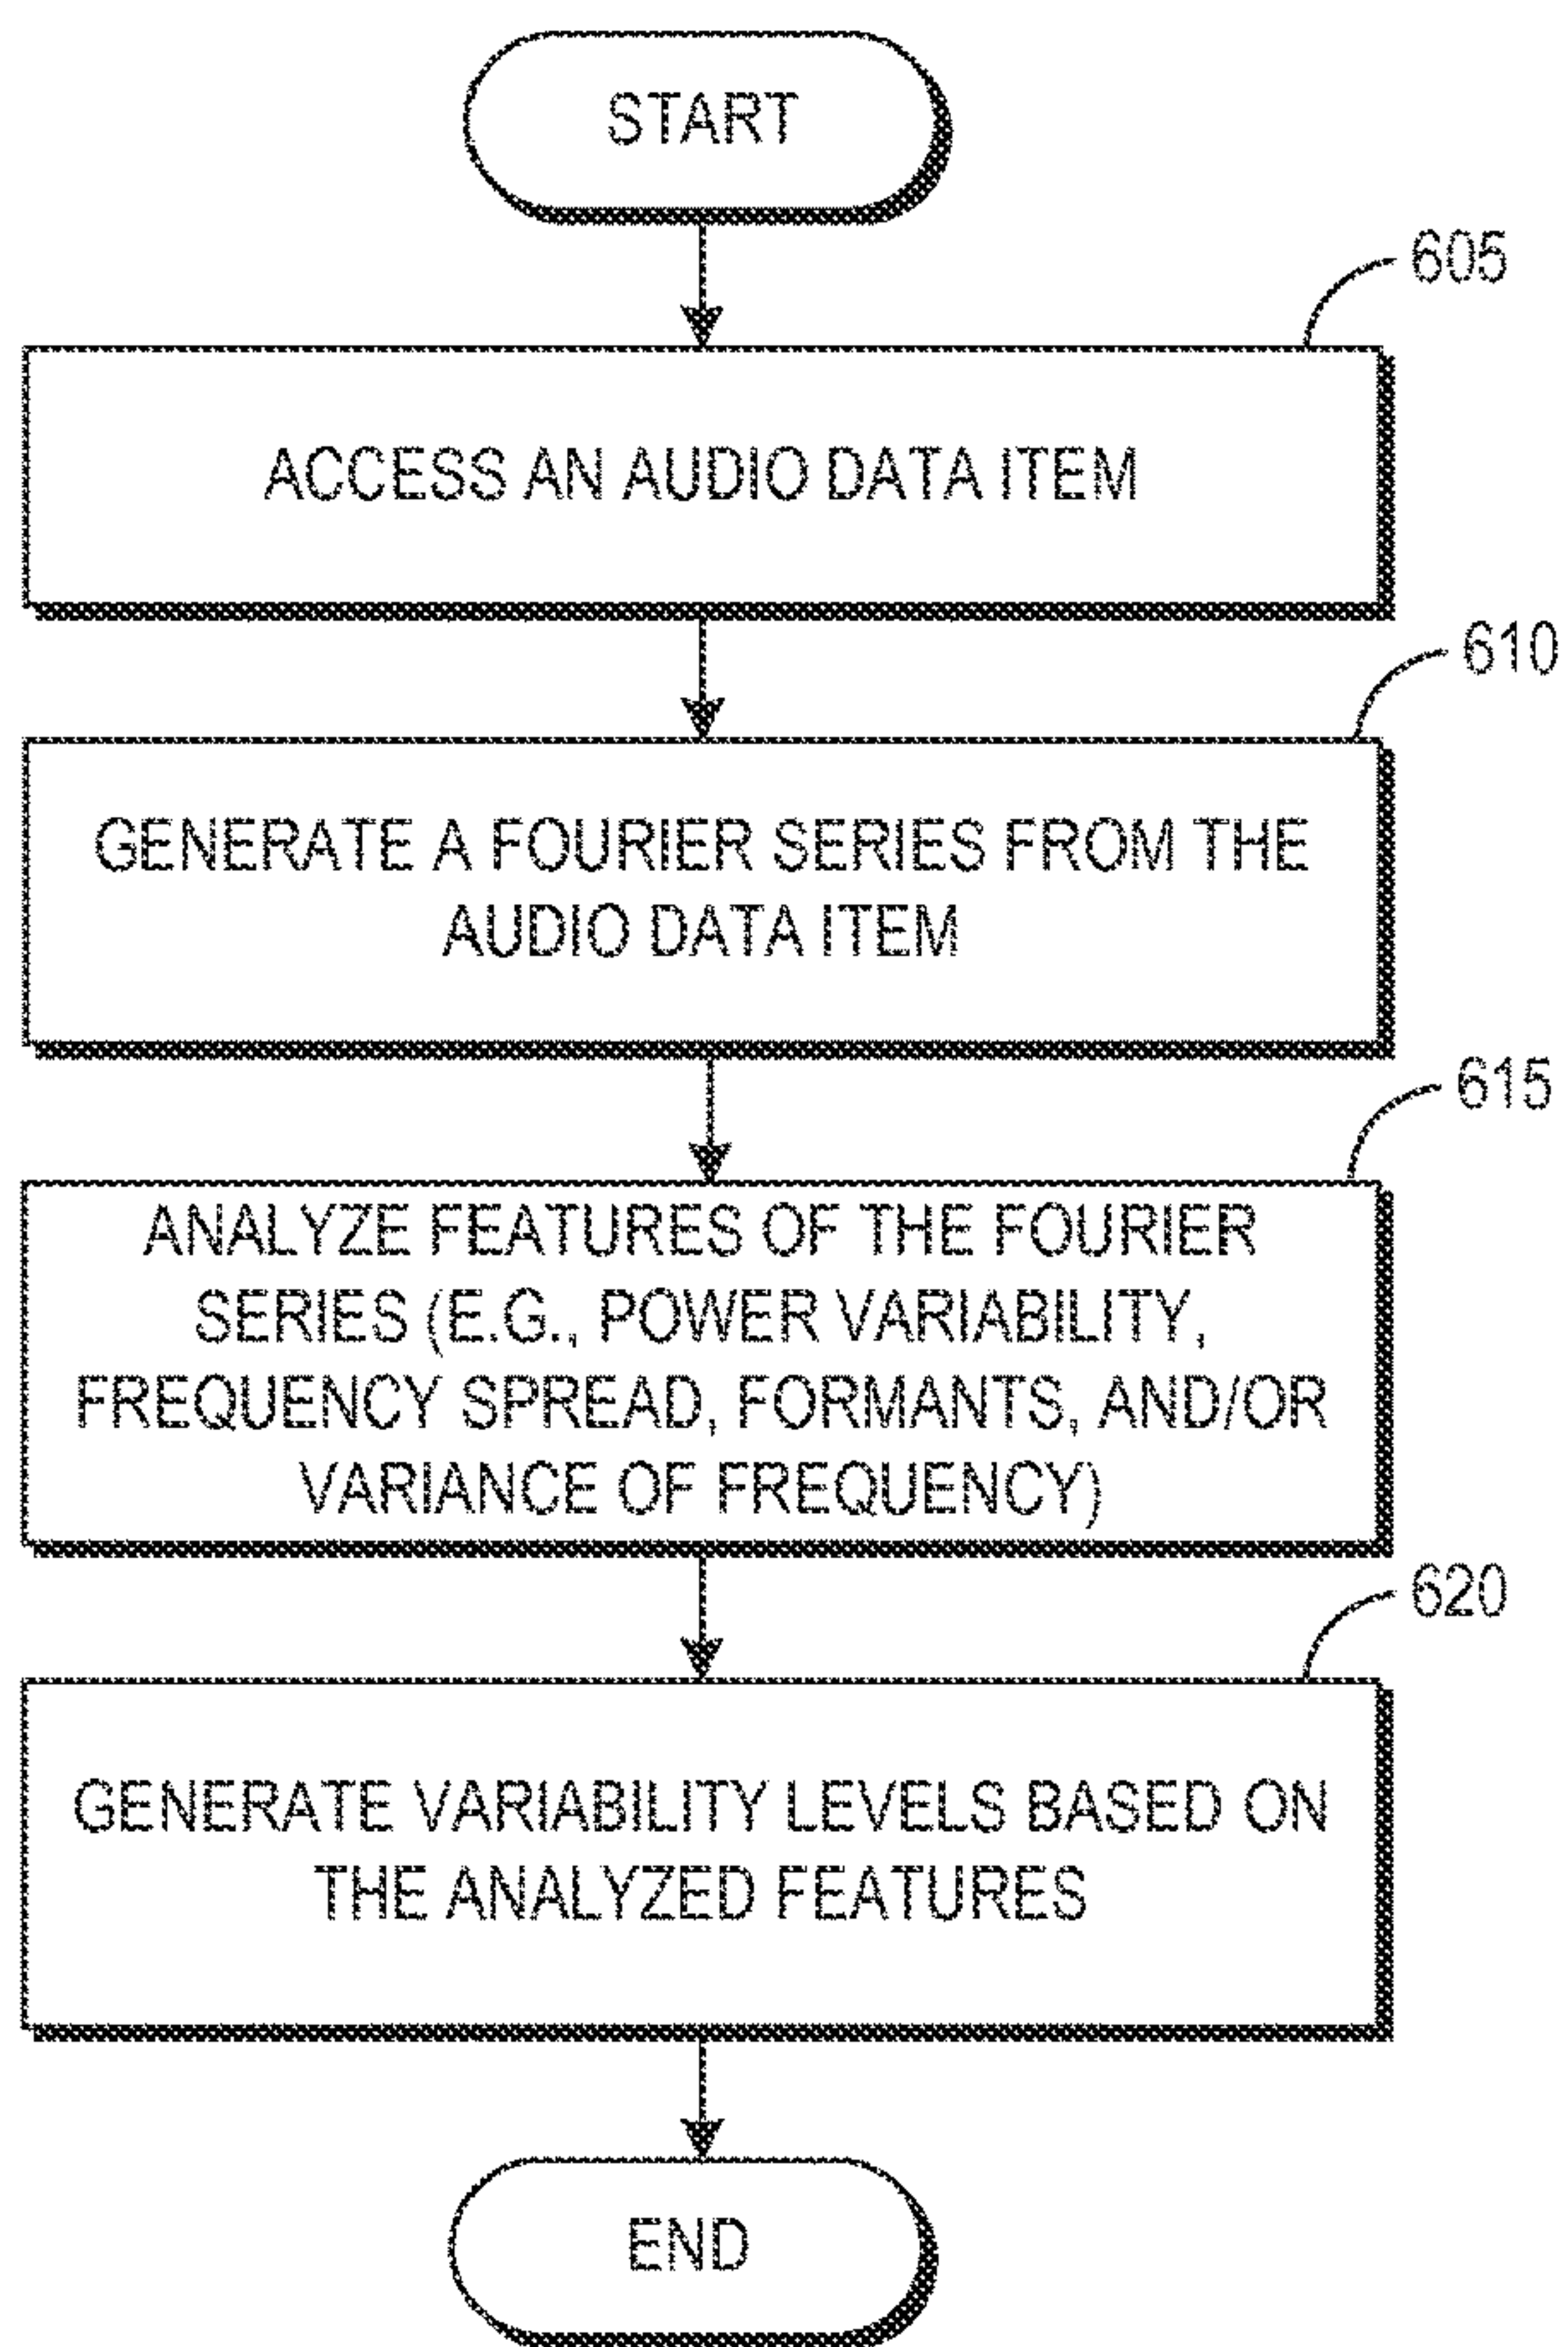 START
605
ACCESS AN AUDIO DATA ITEM
610
GENERATE A FOURIER SERIES FROM THE
AUDIO DATA ITEM
615
ANALYZE FEATURES OF THE FOURIER
SERIES (E.G., POWER VARIABILITY,
FREQUENCY SPREAD, FORMANTS, AND/OR
VARIANCE OF FREQUENCY)
620
GENERATE VARIABILITY LEVELS BASED ON
THE ANALYZED FEATURES
END